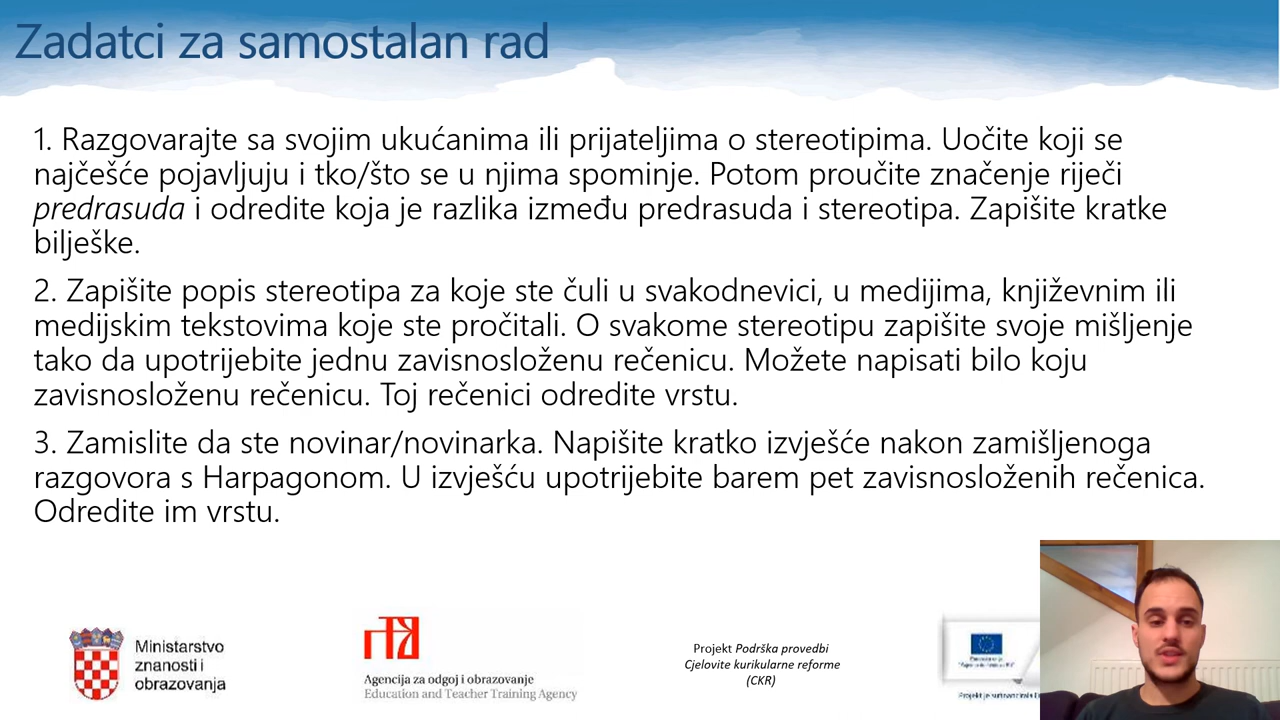 Zadatci za samostalan rad
1. Razgovarajte sa svojim ukućanima ili prijateljima o stereotipima. Uočite koji se
najčešće pojavljuju i tko/što se u njima spominje. Potom proučite značenje riječi
predrasuda i odredite koja je razlika između predrasuda i stereotipa. Zapišite kratke
bilješke.
2. Zapišite popis stereotipa za koje ste čuli u svakodnevici, u medijima, književnim ili
medijskim tekstovima koje ste pročitali. O svakome stereotipu zapišite svoje mišljenje
tako da upotrijebite jednu zavisnosloženu rečenicu. Možete napisati bilo koju
zavisnosloženu rečenicu. Toj rečenici odredite vrstu.
3. Zamislite da ste novinar/novinarka. Napišite kratko izvješće nakon zamišljenoga
razgovora s Harpagonom. U izvješću upotrijebite barem pet zavisnosloženih rečenica.
Odredite im vrstu.
Ministarstvo
znanosti i
obrazovanja
Agencija za odgoj i obrazovanje
Education and Teacher Training Agency
Projekt Podrška provedbi
Cjelovite kurikularne reforme
(CKR)
Projekt je sufinancirala